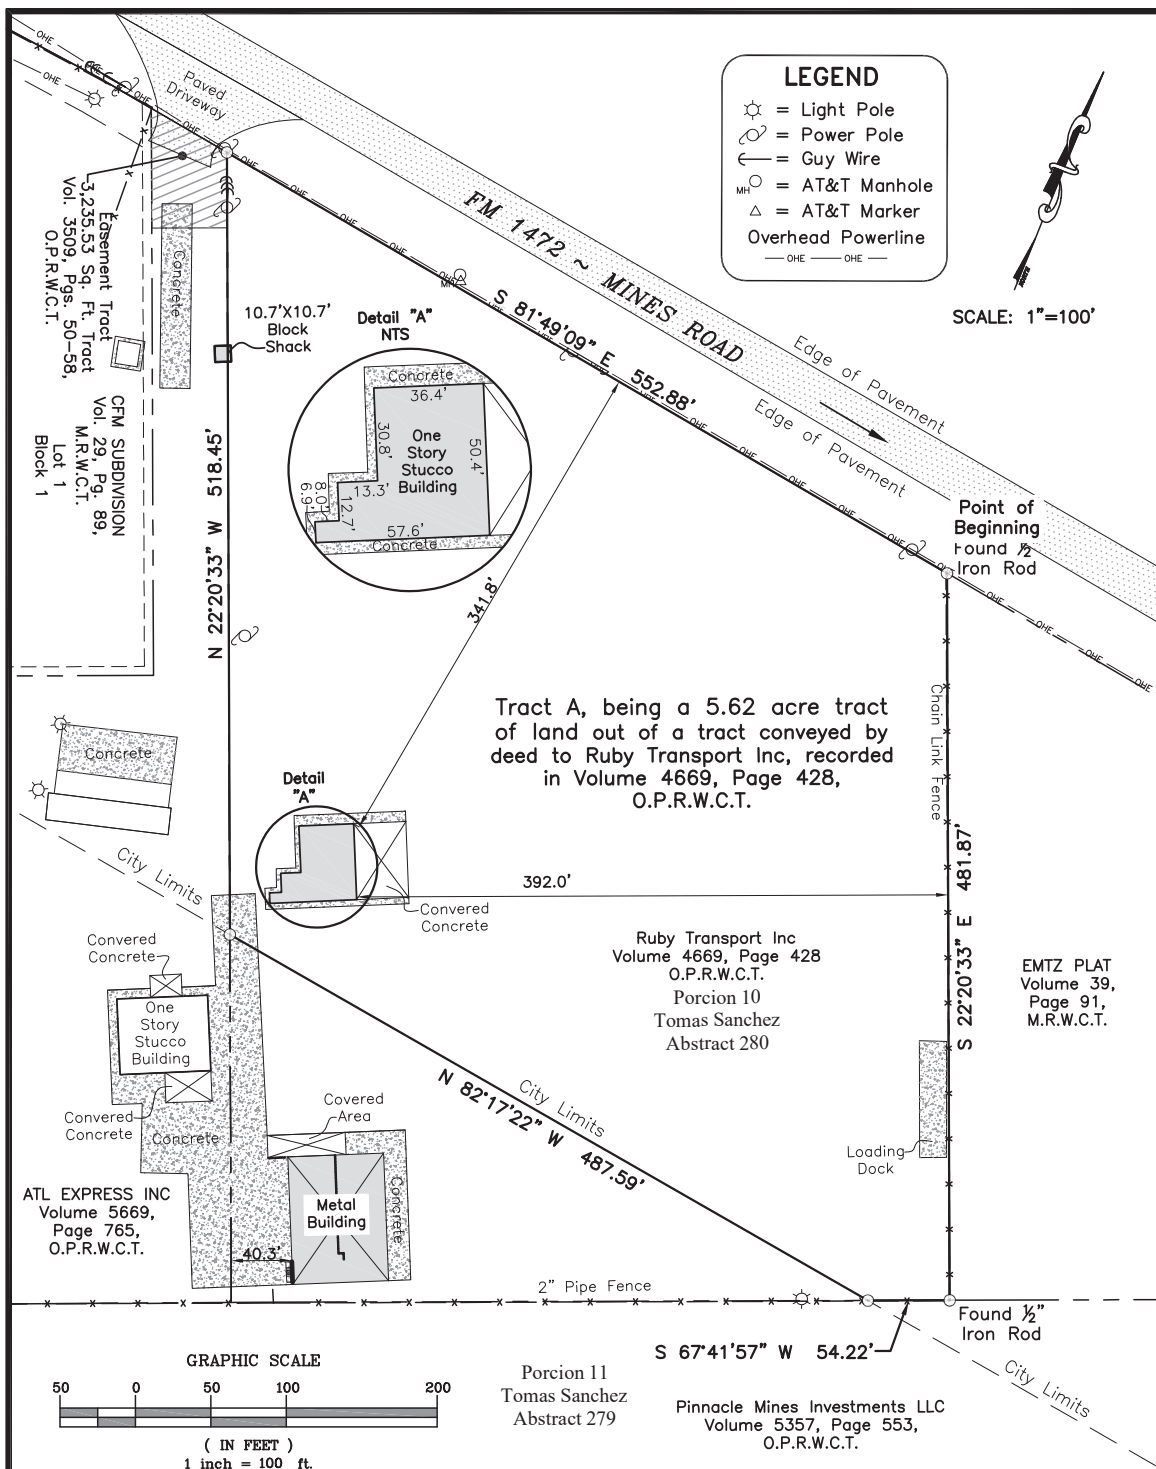 LEGEND
= Light Pole
= Power Pole
= Guy Wire
MH = AT&T Manhole
= AT&T Marker
Overhead Powerline
OHE OHE
SCALE: 1"=100'
Paved
Driveway
FM 1472 ~ MINES ROAD
Edge of Pavement
Edge of Pavement
S 81°49'09" E 552.88'
Easement Tract
3,235.53 Sq. Ft. Tract
Vol. 3509, Pgs. 50-58,
O.P.R.W.C.T.
Concrete
10.7'X10.7'
Block
Shack
Detail "A"
NTS
Concrete
36.4'
One
Story
Stucco
Building
30.8'
50.4'
13.3'
8.0'
6.9'
12.7'
57.6'
Concrete
CFM SUBDIVISION
Vol. 29, Pg. 89,
M.R.W.C.T.
Lot 1
Block 1
N 22°20'33" W 518.45'
341.8'
Point of
Beginning
Found ½
Iron Rod
Chain Link Fence
Tract A, being a 5.62 acre tract
of land out of a tract conveyed by
deed to Ruby Transport Inc, recorded
in Volume 4669, Page 428,
O.P.R.W.C.T.
Concrete
Detail
"A"
City Limits
392.0'
Convered
Concrete
S 22°20'33" E 481.87'
Ruby Transport Inc
Volume 4669, Page 428
O.P.R.W.C.T.
Porcion 10
Tomas Sanchez
Abstract 280
EMTZ PLAT
Volume 39,
Page 91,
M.R.W.C.T.
Convered
Concrete
One
Story
Stucco
Building
Convered
Concrete
Concrete
Covered
Area
N 82°17'22" W 487.59'
City Limits
Loading
Dock
ATL EXPRESS INC
Volume 5669,
Page 765,
O.P.R.W.C.T.
Metal
Building
Concrete
40.3'
2" Pipe Fence
Found ½"
Iron Rod
S 67°41'57" W 54.22'
City Limits
GRAPHIC SCALE
50 0 50 100 200
( IN FEET )
1 inch = 100 ft.
Porcion 11
Tomas Sanchez
Abstract 279
Pinnacle Mines Investments LLC
Volume 5357, Page 553,
O.P.R.W.C.T.